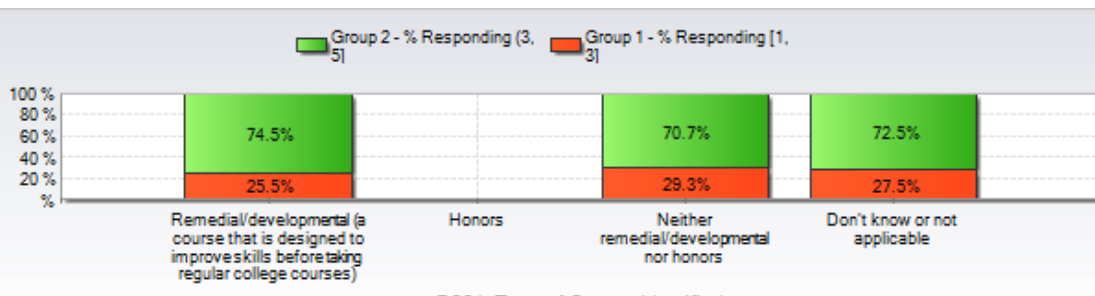 Group 2 - % Responding (3,
5]
Group 1 - % Responding [1,
3]
100 %
80 %
60 %
40 %
20 %
%
74.5%
25.5%
70.7%
29.3%
72.5%
27.5%
Remedial/developmental (a
course that is designed to
improve skills before taking
regular college courses)
Honors
Neither
remedial/developmental
nor honors
Don't know or not
applicable